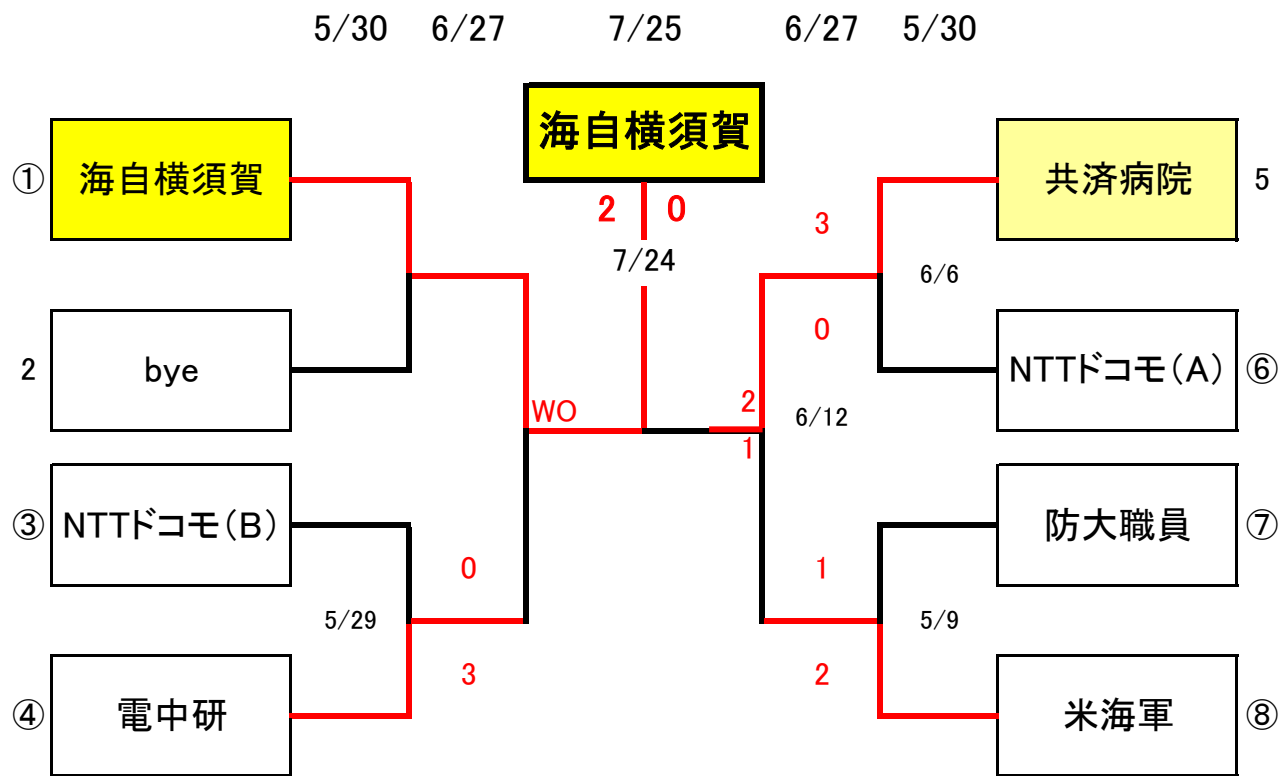 5/30 6/27 7/25 6/27 5/30
海自横須賀
① 海自横須賀
共済病院 5
2 0
3
7/24
6/6
0
2 bye
NTTドコモ(A) ⑥
WO
2
6/12
1
③ NTTドコモ(B)
防大職員 ⑦
0
1
5/29
5/9
3
2
④ 電中研
米海軍 ⑧